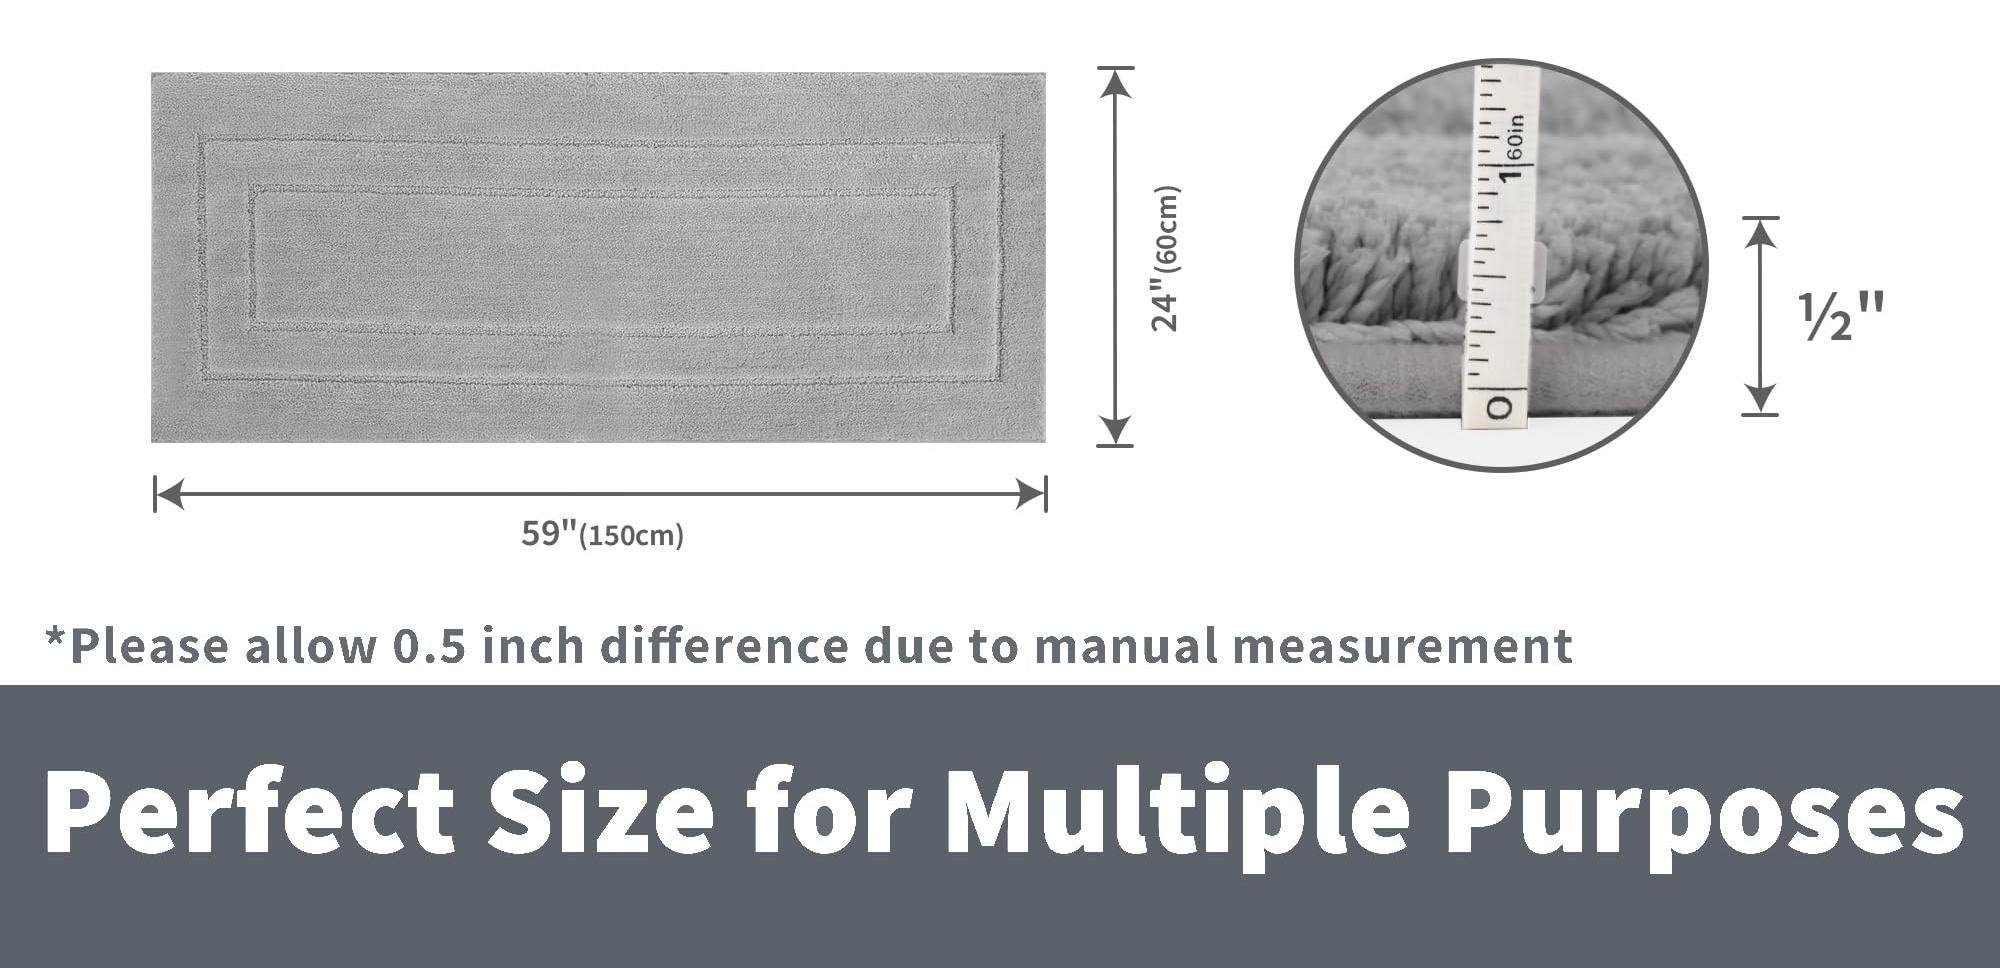 24"(60cm)
60in
1
0
½"
59"(150cm)
*Please allow 0.5 inch difference due to manual measurement
Perfect Size for Multiple Purposes